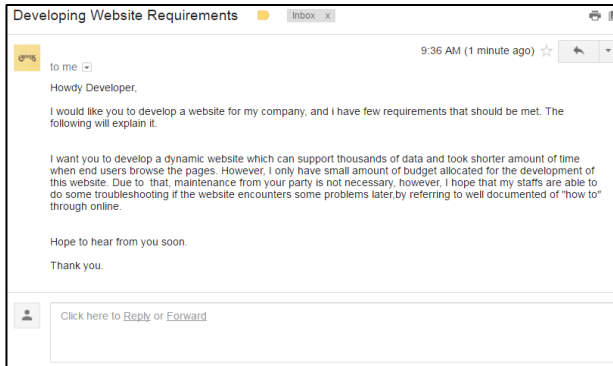 Developing Website Requirements Inbox x
9:36 AM (1 minute ago)
to me
Howdy Developer,
I would like you to develop a website for my company, and i have few requirements that should be met. The
following will explain it.
I want you to develop a dynamic website which can support thousands of data and took shorter amount of time
when end users browse the pages. However, I only have small amount of budget allocated for the development of
this website. Due to that, maintenance from your party is not necessary, however, I hope that my staffs are able to
do some troubleshooting if the website encounters some problems later,by referring to well documented of "how to"
through online.
Hope to hear from you soon.
Thank you.
Click here to Reply or Forward